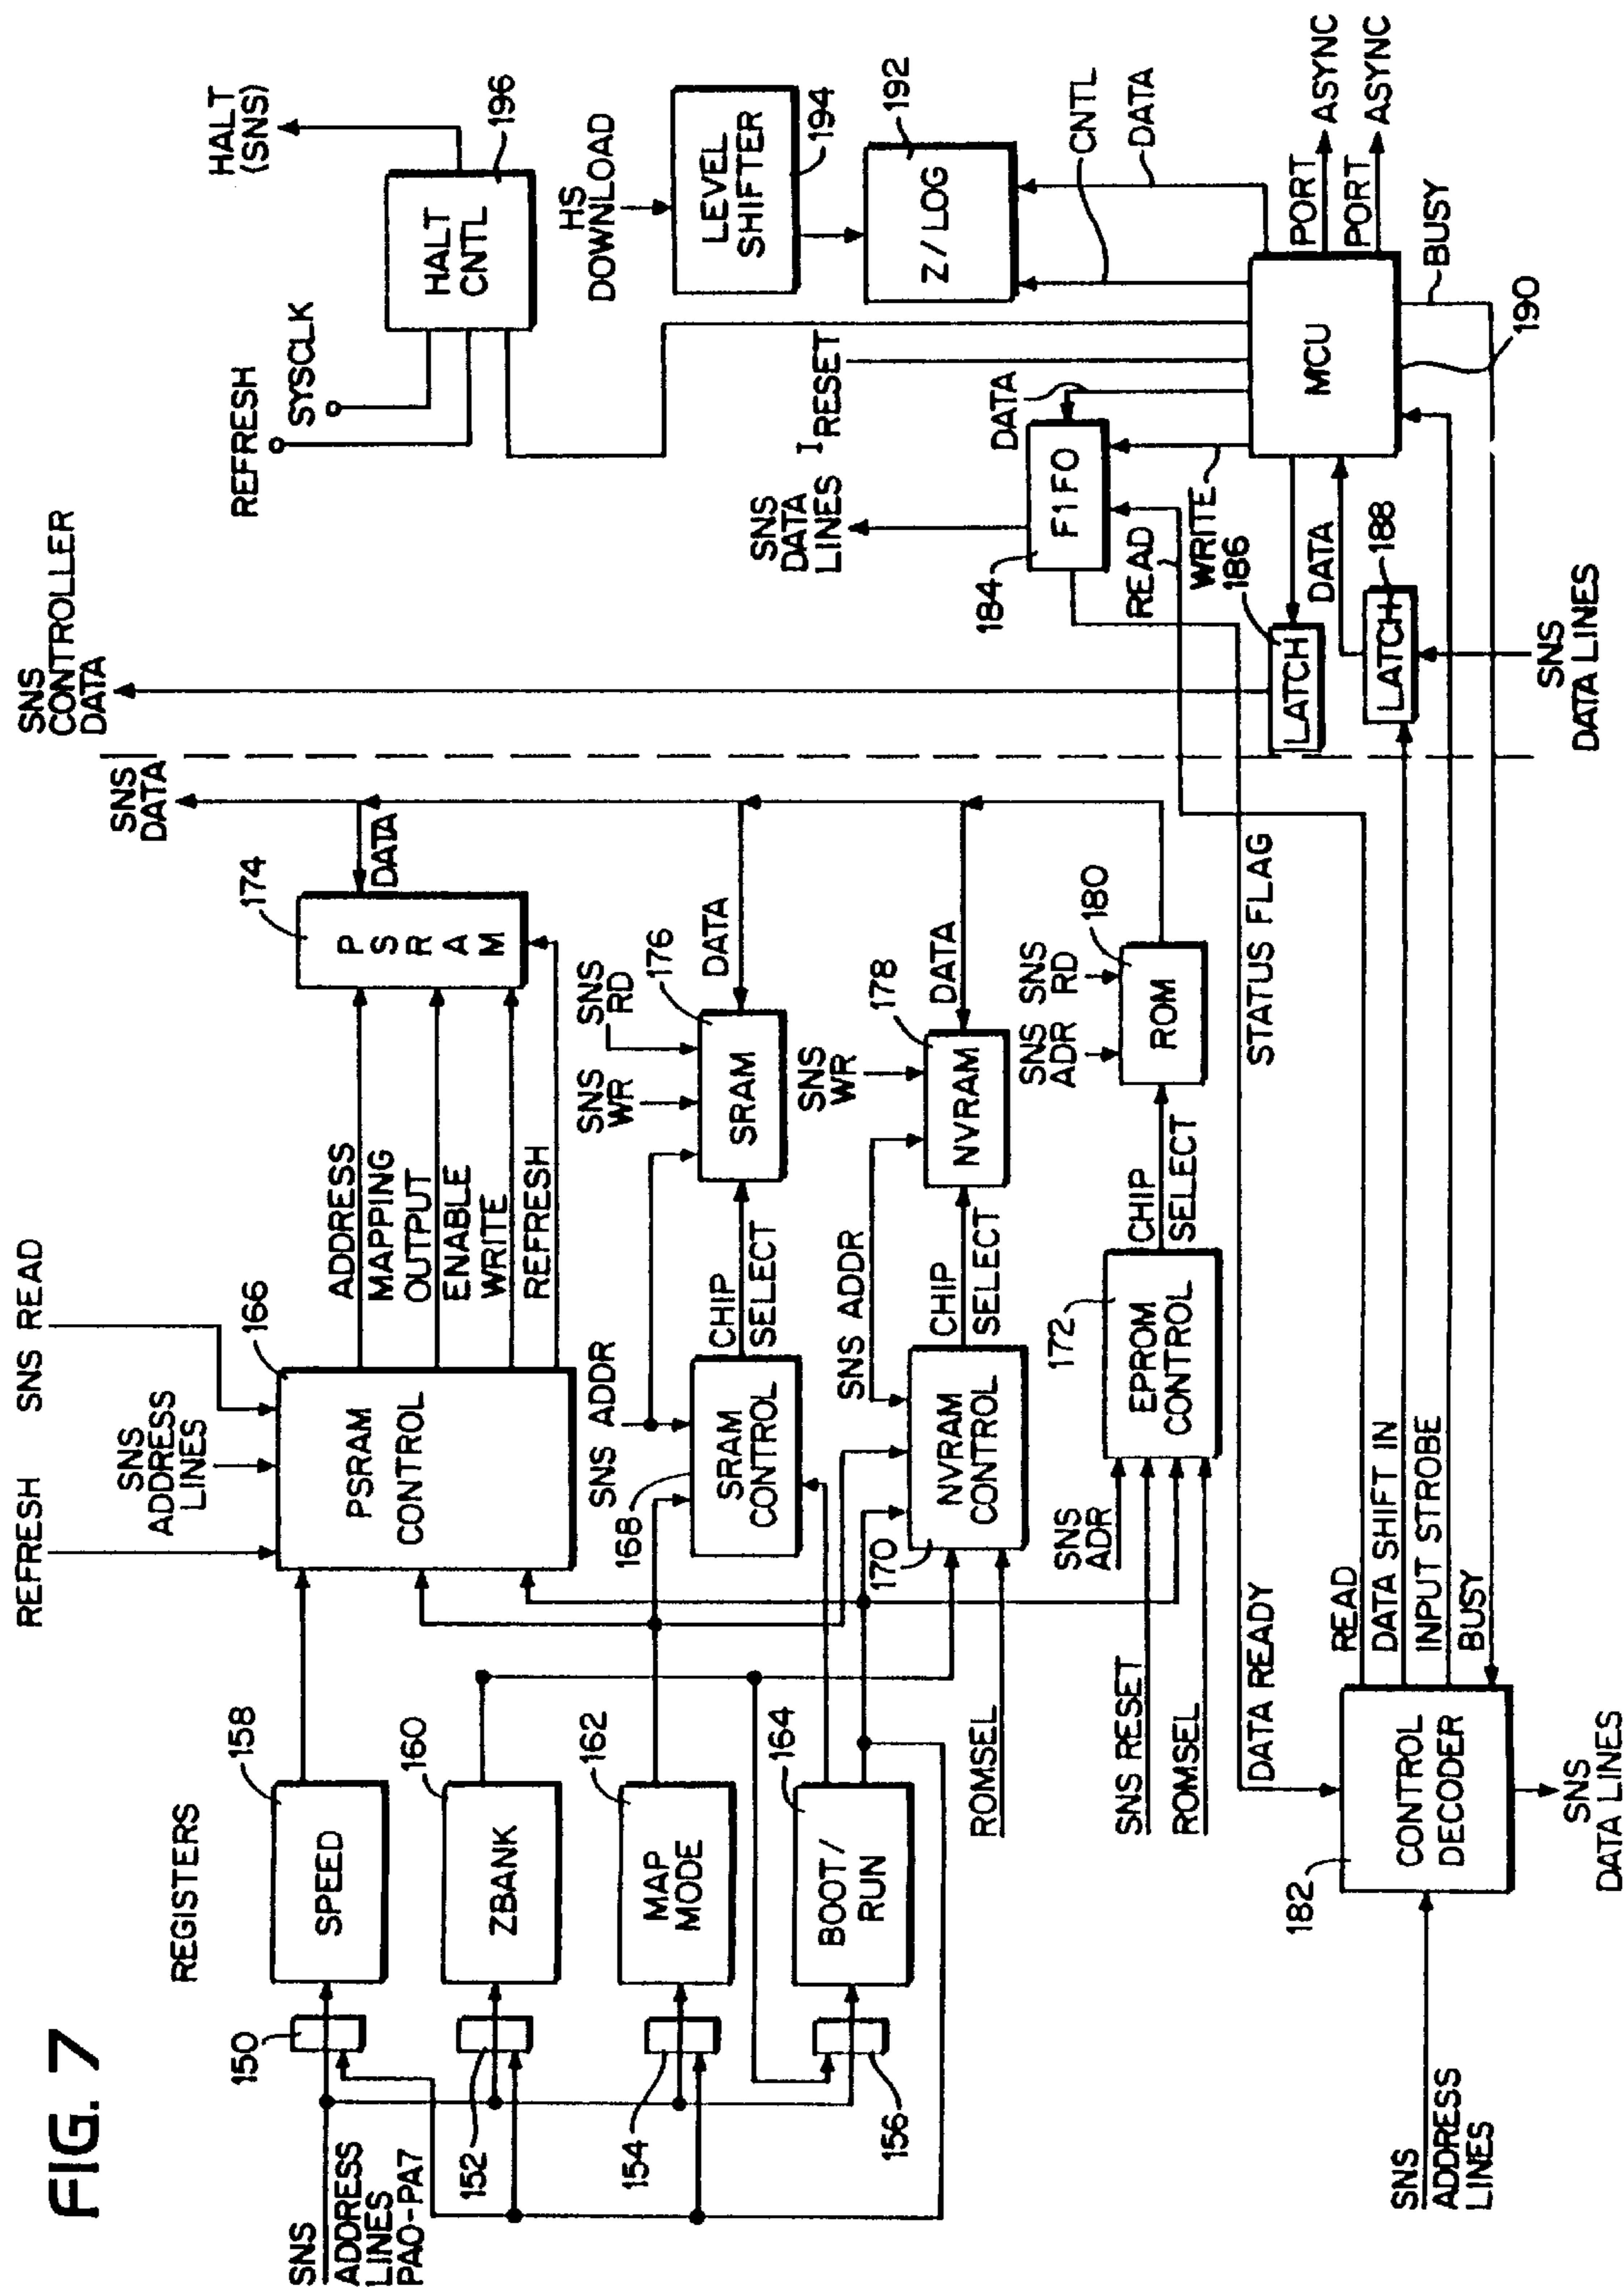 FIG. 7
REGISTERS
SNS
ADDRESS
LINES
PA0-PA7
150
152
154
156
SPEED
158
ZBANK
160
MAP
MODE
162
BOOT/
RUN
164
REFRESH
SNS
ADDRESS
LINES
SNS READ
PSRAM
CONTROL
166
ADDRESS
MAPPING
OUTPUT
ENABLE
WRITE
REFRESH
P
S
R
A
M
174
DATA
SNS
DATA
SNS ADDR
SRAM
CONTROL
168
CHIP
SELECT
SNS
WR
SNS
RD
SRAM
176
DATA
SNS ADDR
ROMSEL
NVRAM
CONTROL
170
CHIP
SELECT
SNS
WR
NVRAM
178
DATA
SNS
ADR
SNS RESET
ROMSEL
EPROM
CONTROL
172
CHIP
SELECT
SNS
ADR
SNS
RD
ROM
180
DATA READY
STATUS FLAG
READ
DATA SHIFT IN
INPUT STROBE
BUSY
CONTROL
DECODER
182
SNS
ADDRESS
LINES
SNS
DATA LINES
SNS
CONTROLLER
DATA
REFRESH
SYSCLK
HALT
CNTL
196
HALT
(SNS)
HS
DOWNLOAD
LEVEL
SHIFTER
194
Z/LOG
192
CNTL
DATA
SNS
DATA
LINES
IRESET
DATA
F1FO
184
READ
WRITE
186
LATCH
DATA
188
LATCH
SNS
DATA LINES
MCU
190
PORT
ASYNC
PORT
ASYNC
BUSY